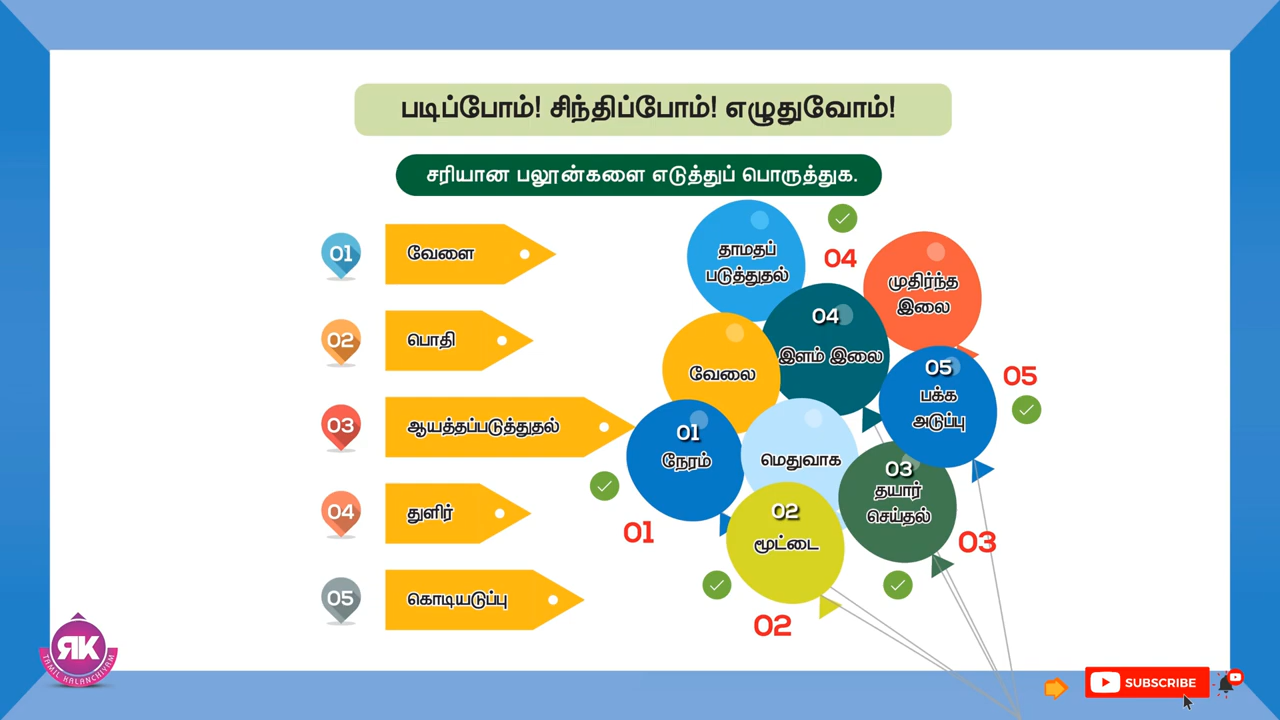 படிப்போம்! சிந்திப்போம்! எழுதுவோம்!
சரியான பலூன்களை எடுத்துப் பொருத்துக.
01 வேளை
02 பொதி
03 ஆயத்தப்படுத்துதல்
04 துளிர்
05 கொடியடுப்பு
தாமதப்
படுத்துதல்
04
முதிர்ந்த
இலை
04
இளம் இலை
வேலை
05
பக்க
அடுப்பு
05
01
நேரம்
மெதுவாக
03
தயார்
செய்தல்
02
மூட்டை
01
03
02
RK
TAMIL KALANCHIYAM
SUBSCRIBE